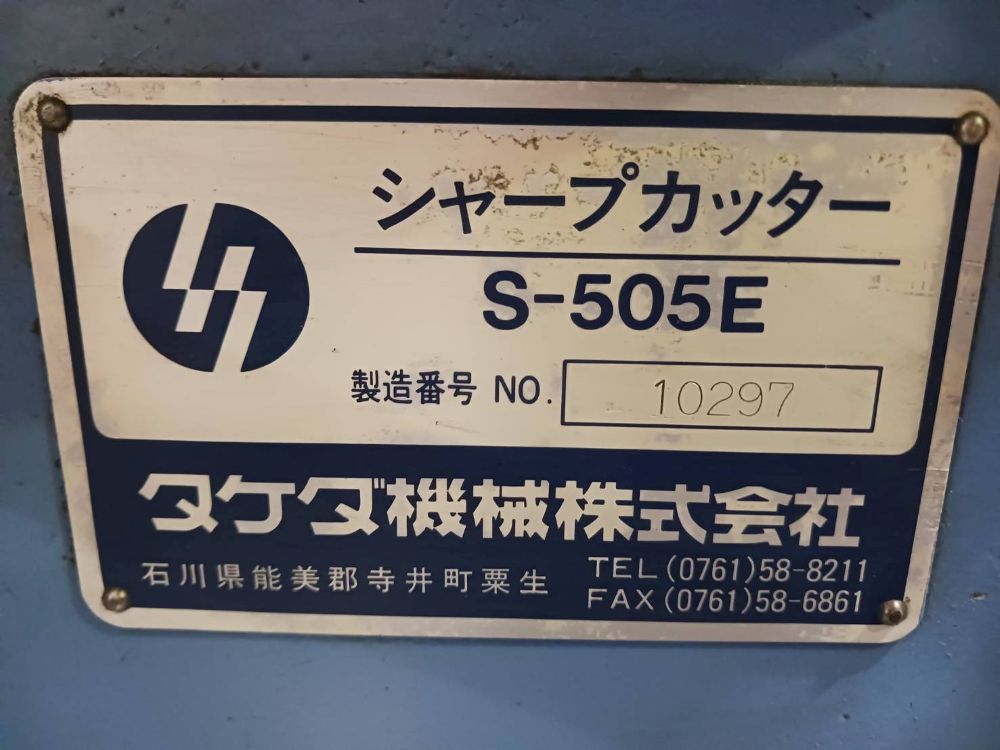 シャープカッター
S-505E
製造番号 NO. 10297
タケダ機械株式会社
石川県能美郡寺井町粟生
TEL (0761)58-8211
FAX (0761)58-6861